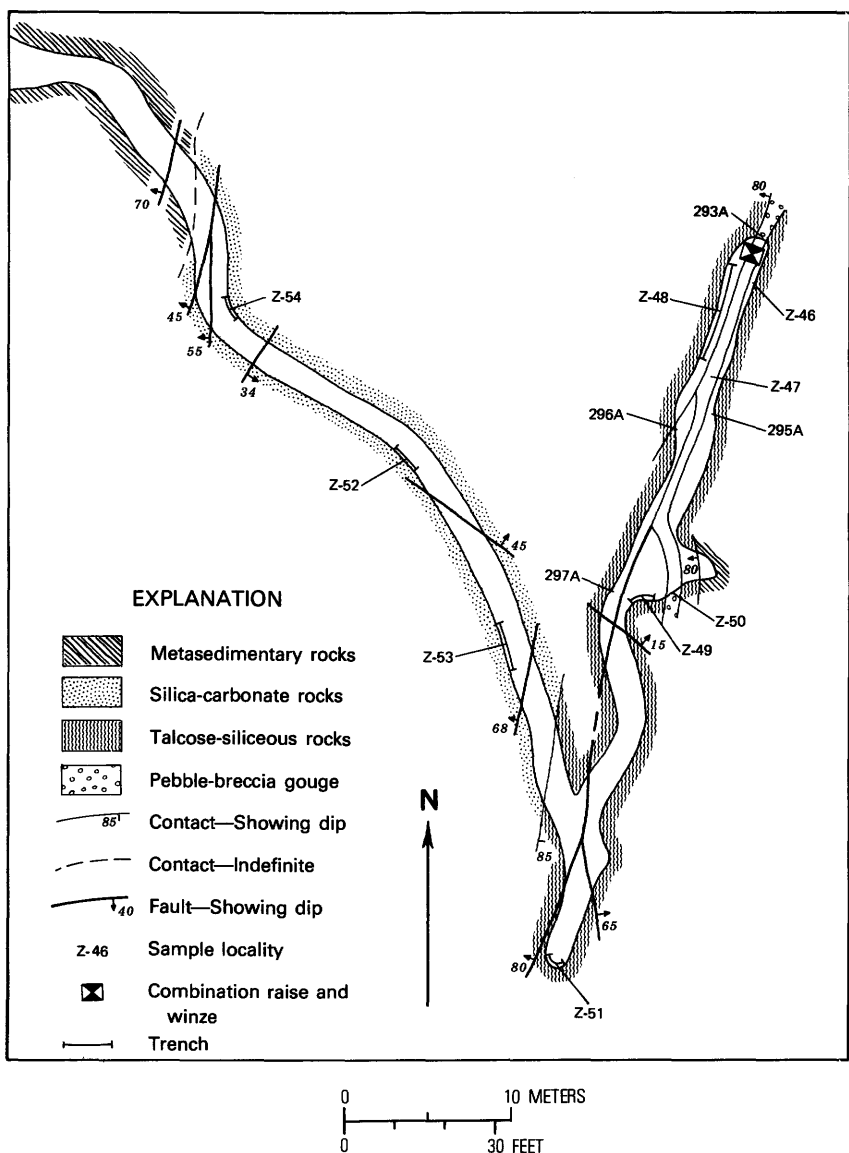 80
293A
Z-48
Z-46
70
Z-54
45
55
Z-47
34
296A
295A
Z-52
45
297A
80
Z-50
Z-49
15
Z-53
68
85
65
80
Z-51
N
EXPLANATION
Metasedimentary rocks
Silica-carbonate rocks
Talcose-siliceous rocks
Pebble-breccia gouge
85 Contact—Showing dip
Contact—Indefinite
40 Fault—Showing dip
Z-46 Sample locality
Combination raise and
winze
Trench
0 10 METERS
0 30 FEET